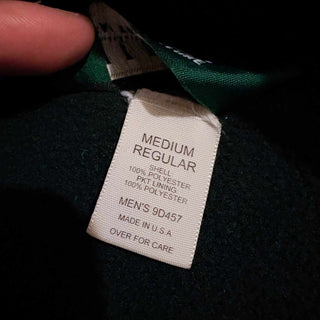 MEDIUM
REGULAR
SHELL:
100% POLYESTER
PKT LINING:
100% POLYESTER
MEN'S 9D457
MADE IN U.S.A
OVER FOR CARE